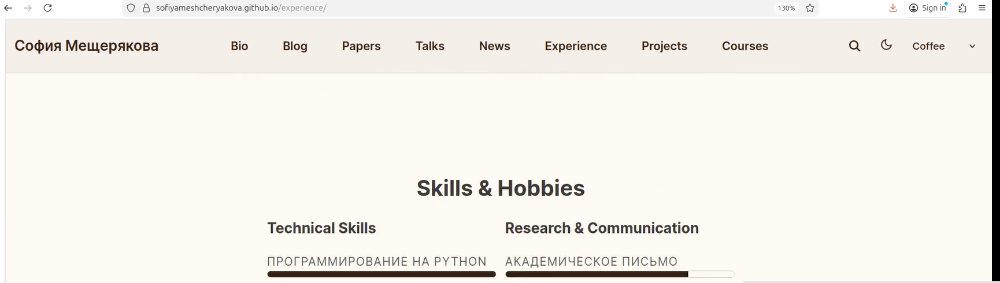 sofiyameshcheryakova.github.io/experience/ 130% Sign in
София Мещерякова Bio Blog Papers Talks News Experience Projects Courses Coffee
Skills & Hobbies
Technical Skills Research & Communication
ПРОГРАММИРОВАНИЕ НА PYTHON АКАДЕМИЧЕСКОЕ ПИСЬМО